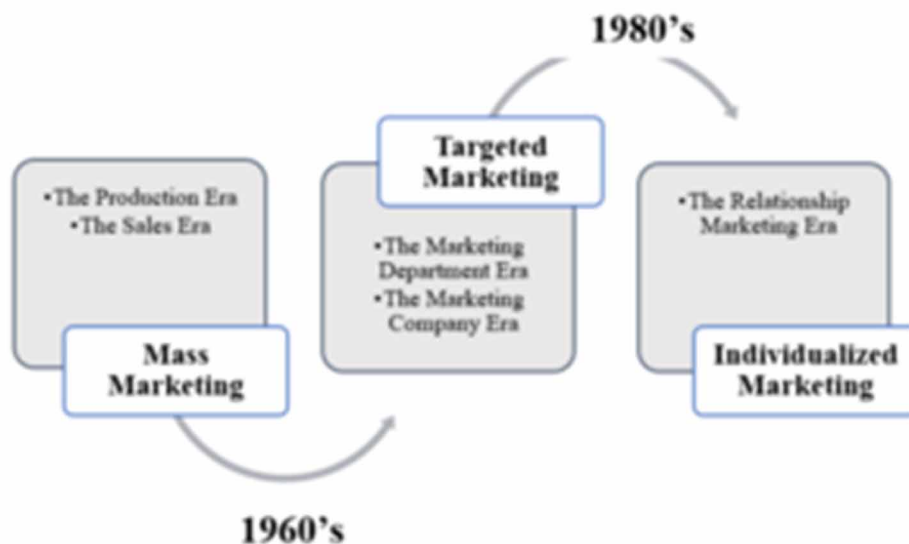 1980's
Targeted
Marketing
•The Production Era
•The Sales Era
•The Marketing
Department Era
•The Marketing
Company Era
•The Relationship
Marketing Era
Mass
Marketing
Individualized
Marketing
1960's